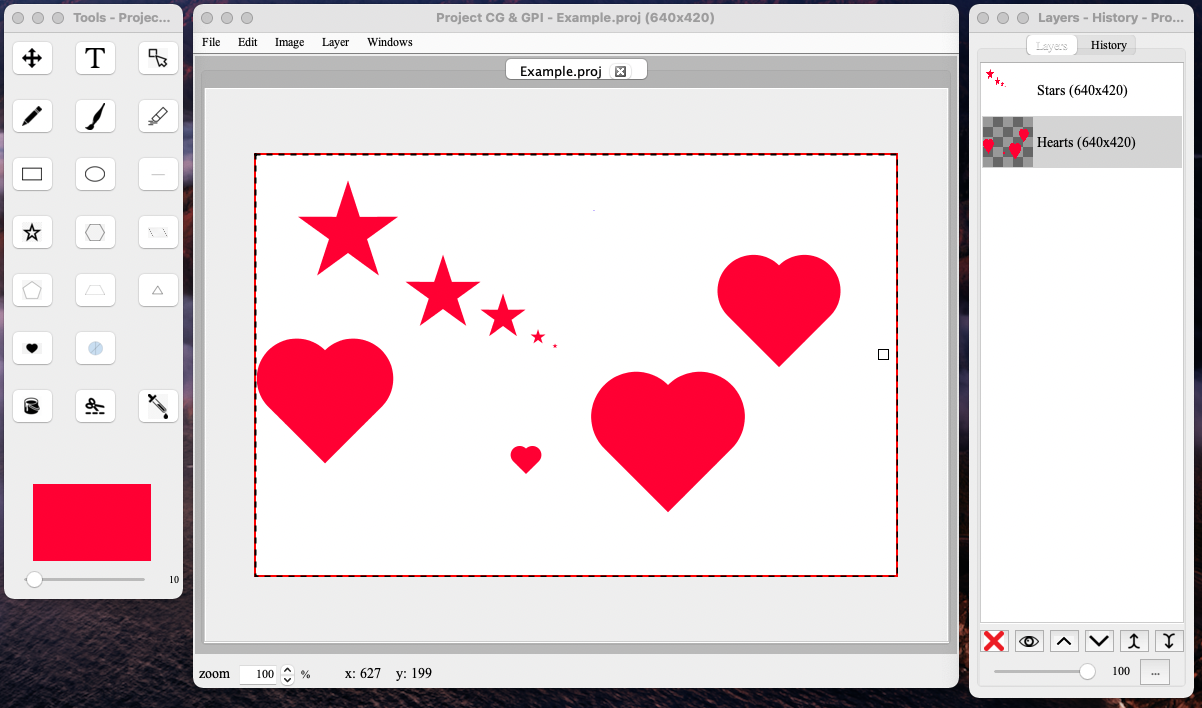 Tools - Projec...
T
10
Project CG & GPI - Example.proj (640x420)
File Edit Image Layer Windows
Example.proj
zoom 100 % x: 627 y: 199
Layers - History - Pro...
Layers History
Stars (640x420)
Hearts (640x420)
100 ...